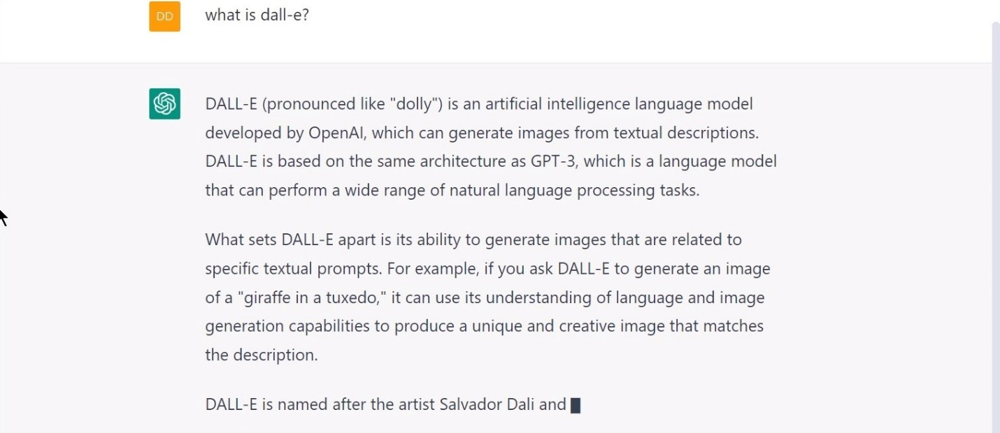 DD
what is dall-e?
DALL-E (pronounced like "dolly") is an artificial intelligence language model
developed by OpenAI, which can generate images from textual descriptions.
DALL-E is based on the same architecture as GPT-3, which is a language model
that can perform a wide range of natural language processing tasks.
What sets DALL-E apart is its ability to generate images that are related to
specific textual prompts. For example, if you ask DALL-E to generate an image
of a "giraffe in a tuxedo," it can use its understanding of language and image
generation capabilities to produce a unique and creative image that matches
the description.
DALL-E is named after the artist Salvador Dali and